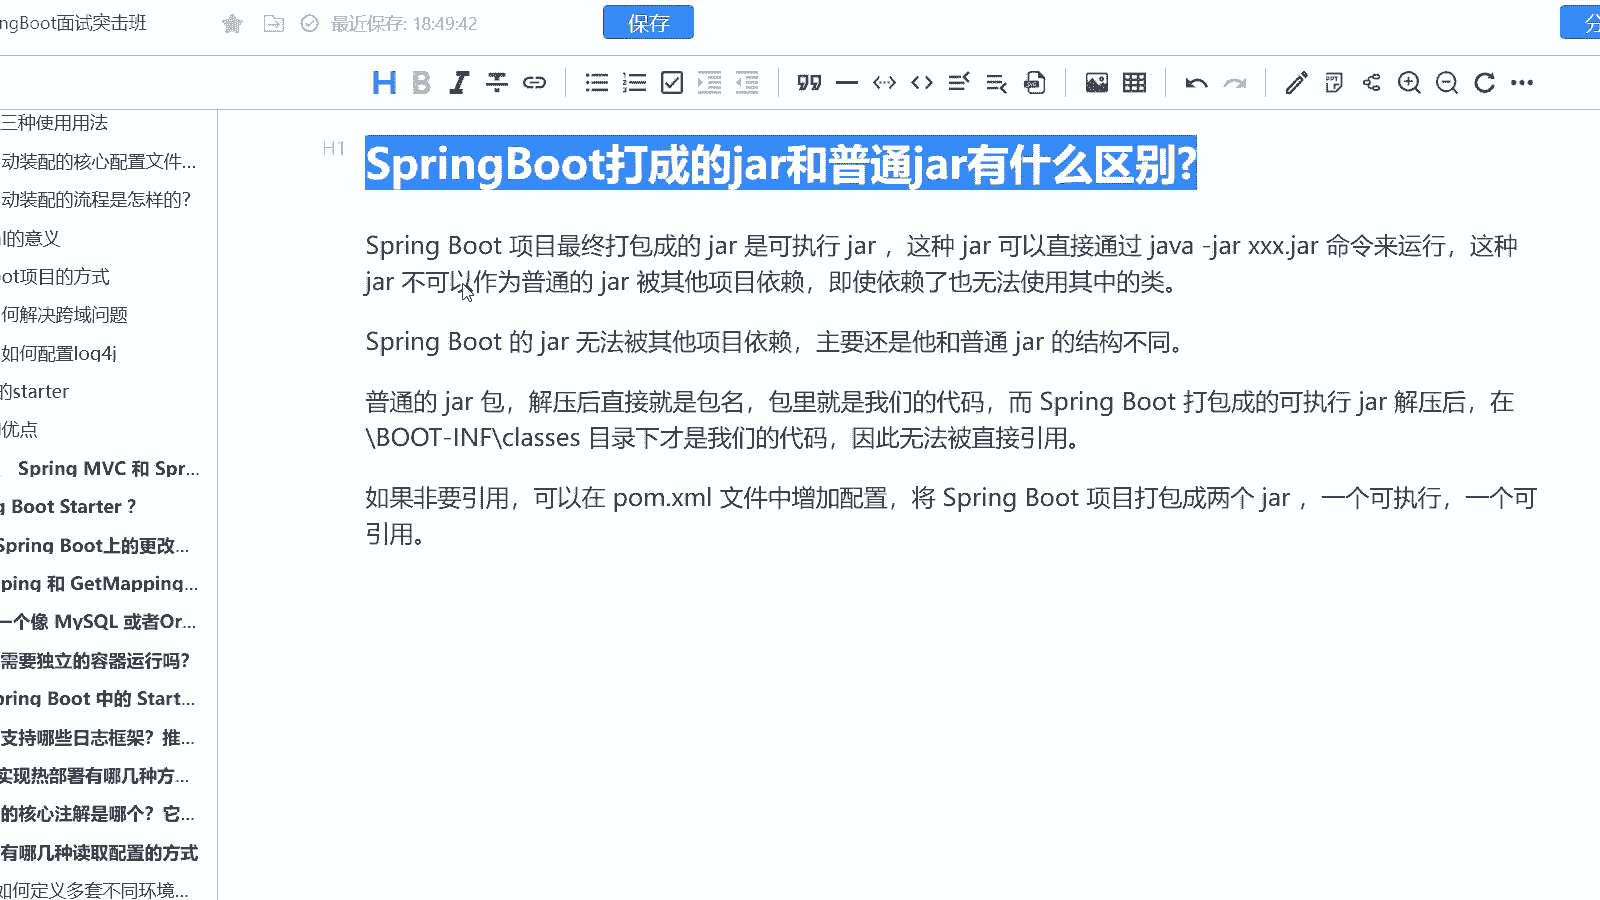 ngBoot面试突击班
最近保存: 18:49:42
保存
分
三种使用用法
动装配的核心配置文件...
动装配的流程是怎样的?
的意义
ot项目的方式
何解决跨域问题
如何配置log4j
的starter
优点
Spring MVC 和 Spr...
g Boot Starter ?
Spring Boot上的更改...
ping 和 GetMapping...
一个像 MySQL 或者Or...
需要独立的容器运行吗?
pring Boot 中的 Start...
支持哪些日志框架? 推...
实现热部署有哪几种方...
的核心注解是哪个? 它...
有哪几种读取配置的方式
如何定义多套不同环境...
H1
SpringBoot打成的jar和普通jar有什么区别?
Spring Boot 项目最终打包成的 jar 是可执行 jar ，这种 jar 可以直接通过 java -jar xxx.jar 命令来运行，这种
jar 不可以作为普通的 jar 被其他项目依赖，即使依赖了也无法使用其中的类。
Spring Boot 的 jar 无法被其他项目依赖，主要还是他和普通 jar 的结构不同。
普通的 jar 包，解压后直接就是包名，包里就是我们的代码，而 Spring Boot 打包成的可执行 jar 解压后，在
\BOOT-INF\classes 目录下才是我们的代码，因此无法被直接引用。
如果非要引用，可以在 pom.xml 文件中增加配置，将 Spring Boot 项目打包成两个 jar ，一个可执行，一个可
引用。